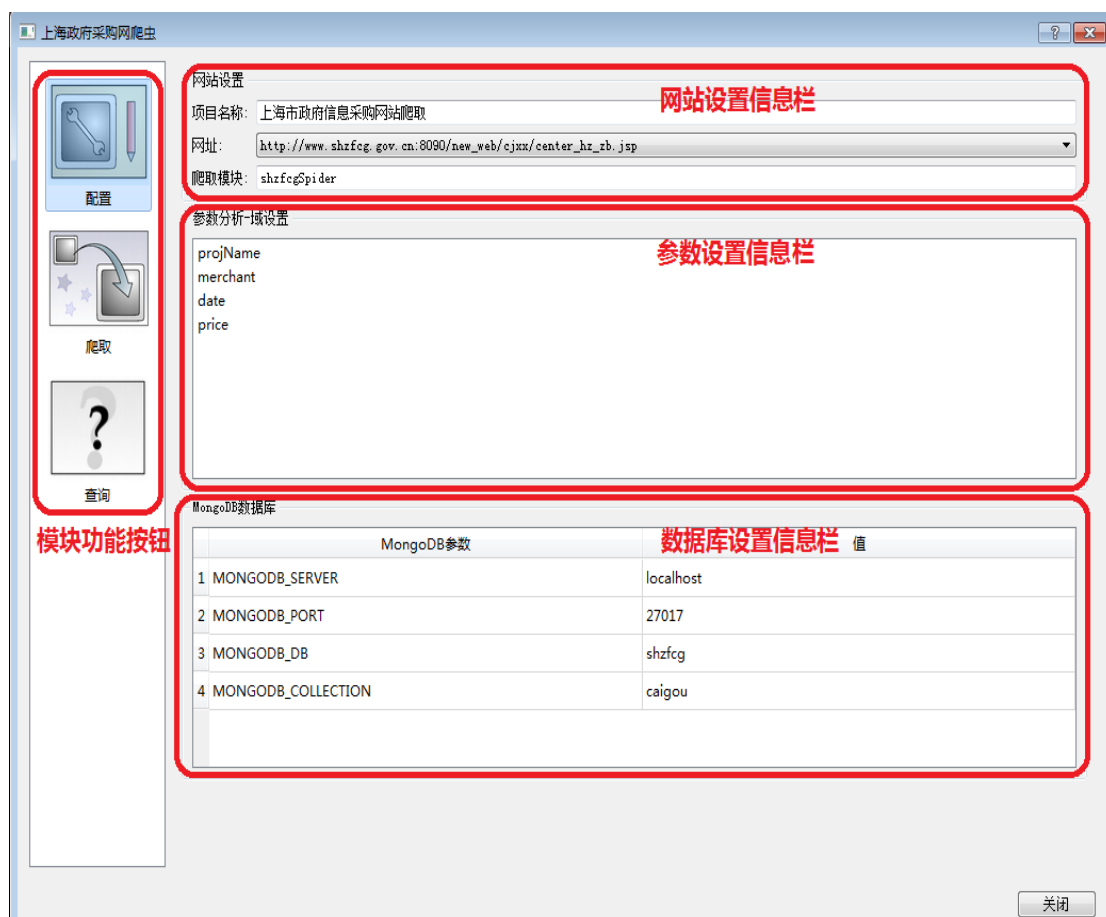 上海政府采购网爬虫
网站设置
网站设置信息栏
项目名称: 上海市政府信息采购网站爬取
网址: http://www.shzfcg.gov.cn:8090/new_web/cjxx/center_hz_zb.jsp
爬取模块: shzfcgSpider
配置
爬取
查询
模块功能按钮
参数分析-域设置
参数设置信息栏
projName
merchant
date
price
MongoDB数据库
数据库设置信息栏
MongoDB参数 值
1 MONGODB_SERVER localhost
2 MONGODB_PORT 27017
3 MONGODB_DB shzfcg
4 MONGODB_COLLECTION caigou
关闭